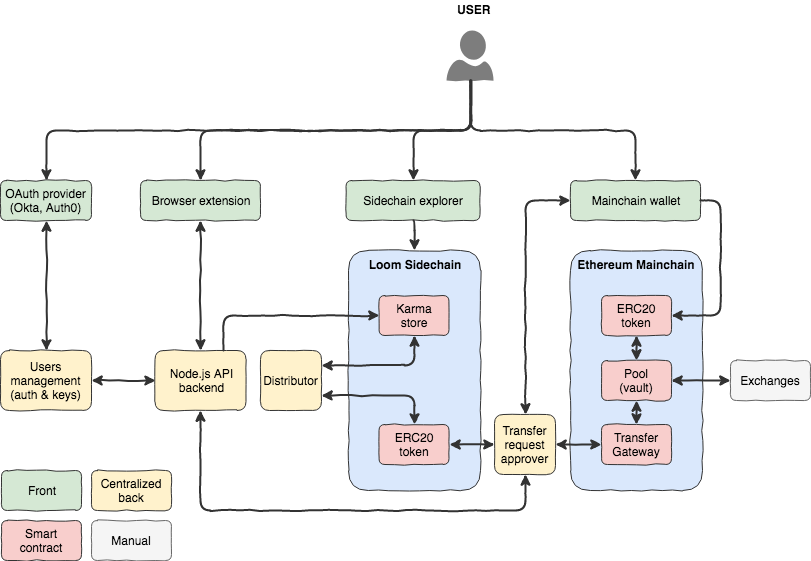 USER
OAuth provider
(Okta, Auth0)
Browser extension
Sidechain explorer
Mainchain wallet
Loom Sidechain
Ethereum Mainchain
Karma
store
ERC20
token
Users
management
(auth & keys)
Node.js API
backend
Distributor
Pool
(vault)
Exchanges
ERC20
token
Transfer
request
approver
Transfer
Gateway
Front
Centralized
back
Smart
contract
Manual